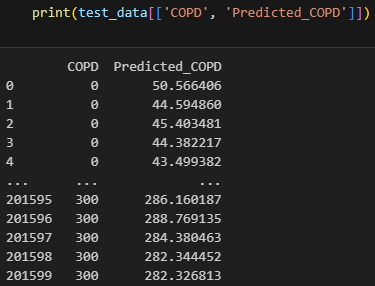 print(test_data[['COPD', 'Predicted_COPD']])
COPD Predicted_COPD
0 0 50.566406
1 0 44.594860
2 0 45.403481
3 0 44.382217
4 0 43.499382
... ... ...
201595 300 286.160187
201596 300 288.769135
201597 300 284.380463
201598 300 282.344452
201599 300 282.326813